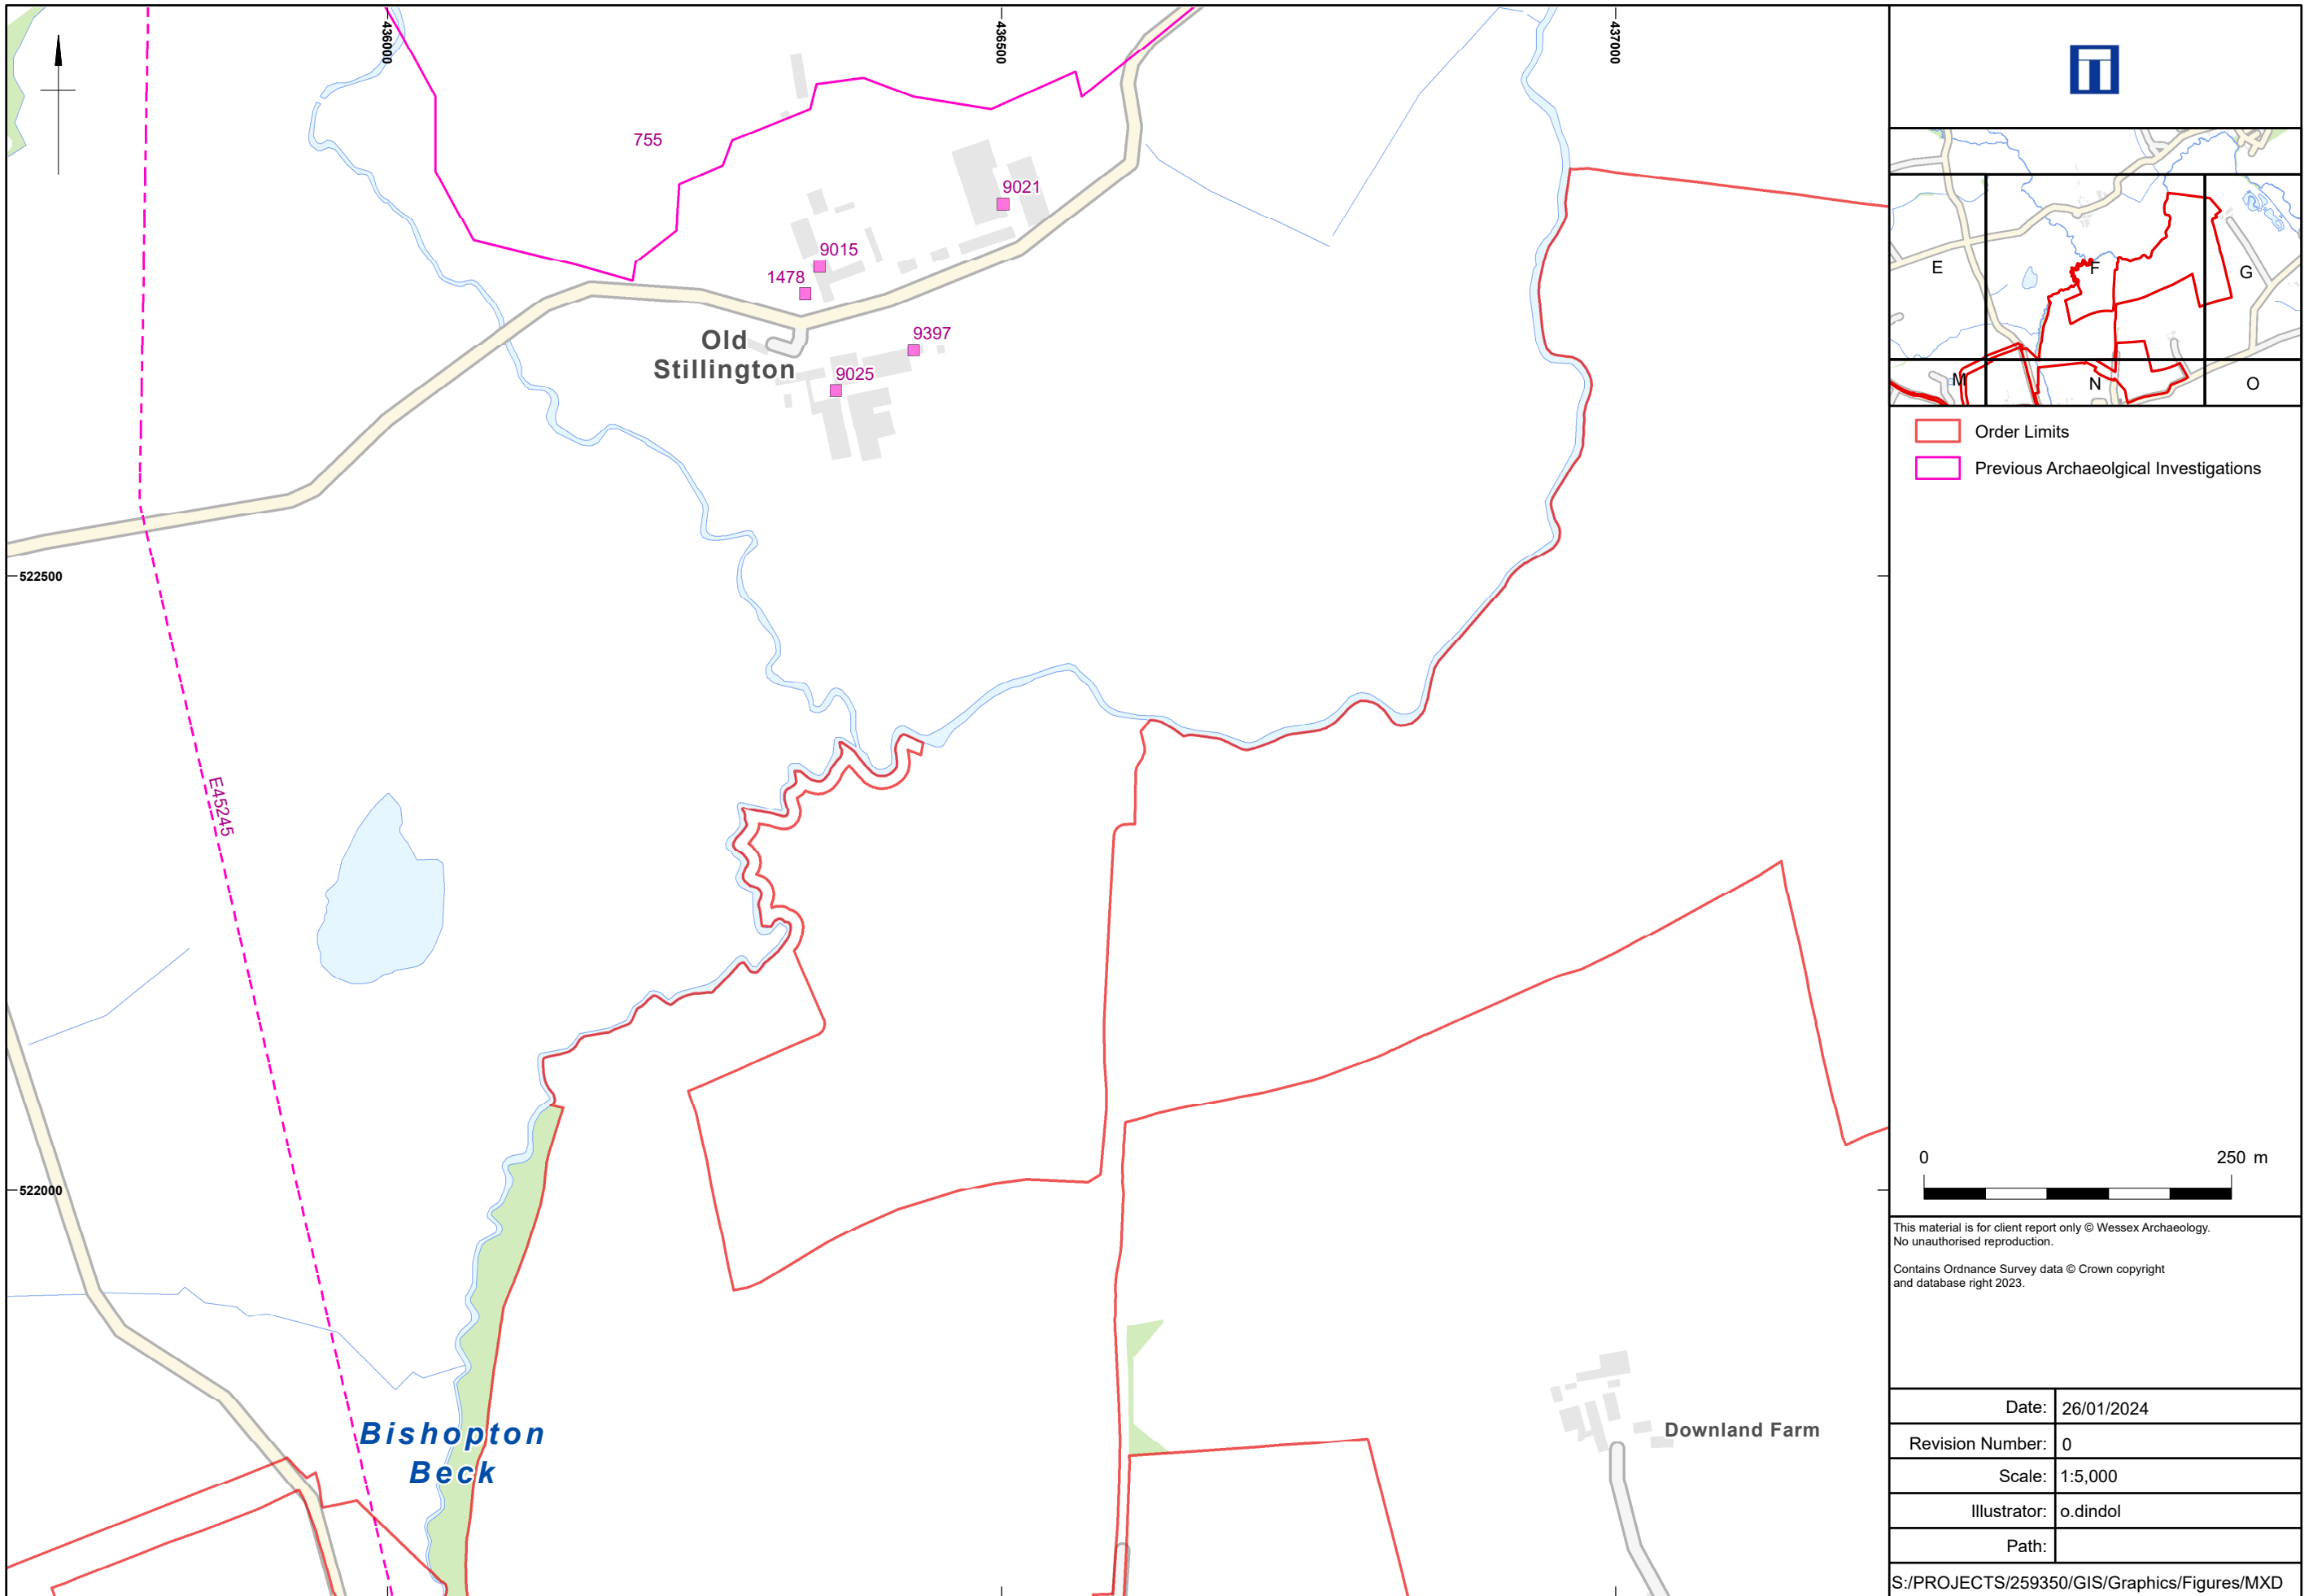 436000
436500
437000
755
9021
9015
1478
Old
Stillington
9397
9025
522500
E45245
522000
Bishopton
Beck
Downland Farm
E
F
G
M
N
O
Order Limits
Previous Archaeolgical Investigations
0 250 m
This material is for client report only © Wessex Archaeology.
No unauthorised reproduction.
Contains Ordnance Survey data © Crown copyright
and database right 2023.
Date: 26/01/2024
Revision Number: 0
Scale: 1:5,000
Illustrator: o.dindol
Path:
S:/PROJECTS/259350/GIS/Graphics/Figures/MXD